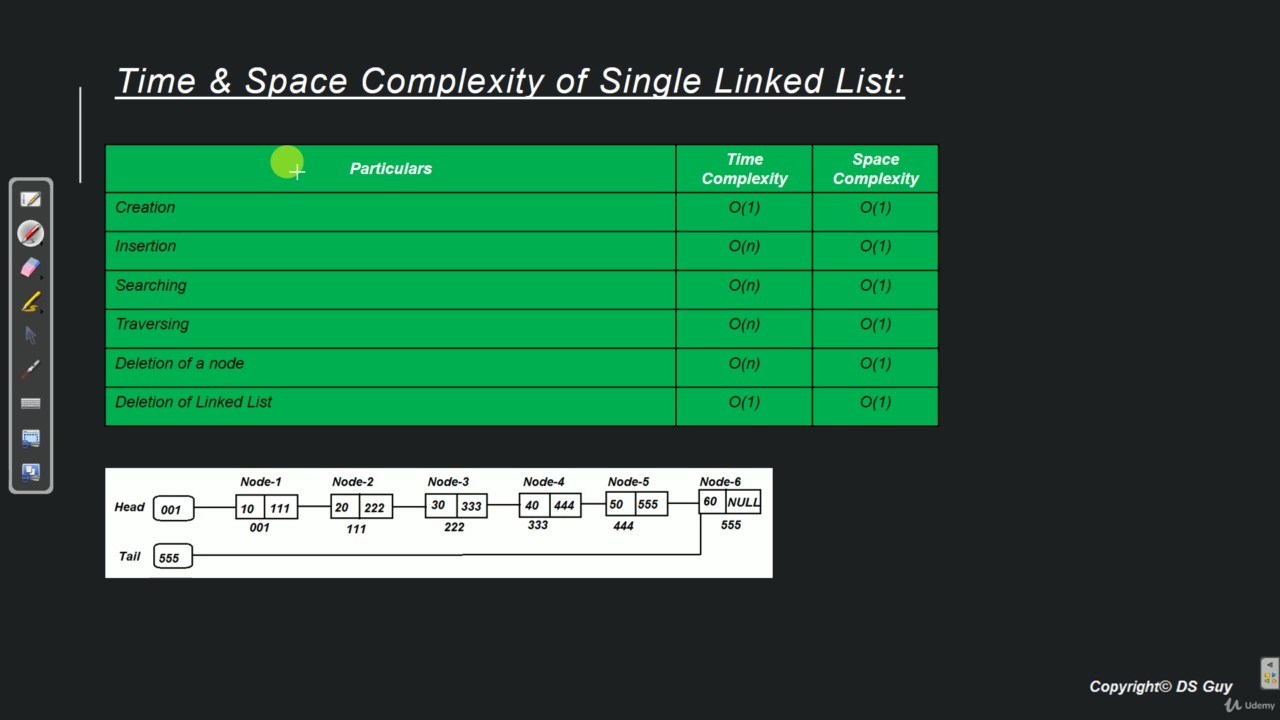 Time & Space Complexity of Single Linked List:
Particulars Time Complexity Space Complexity
Creation O(1) O(1)
Insertion O(n) O(1)
Searching O(n) O(1)
Traversing O(n) O(1)
Deletion of a node O(n) O(1)
Deletion of Linked List O(1) O(1)
Node-1 Node-2 Node-3 Node-4 Node-5 Node-6
Head 001 10 111 20 222 30 333 40 444 50 555 60 NULL
001 111 222 333 444 555
Tail 555
Copyright© DS Guy
Udemy